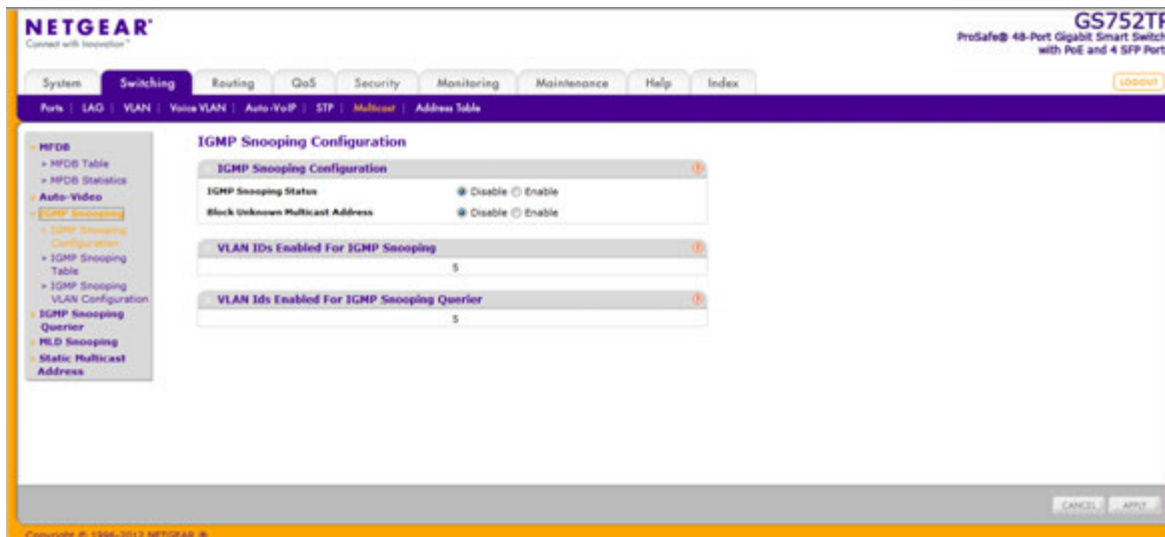 NETGEAR®
Connect with Innovation™
GS752TP
ProSafe® 48-Port Gigabit Smart Switch
with PoE and 4 SFP Port
System Switching Routing QoS Security Monitoring Maintenance Help Index
LOGOUT
Ports | LAG | VLAN | Voice VLAN | Auto-VoIP | STP | Multicast | Address Table
MFDB
» MFDB Table
» MFDB Statistics
Auto-Video
IGMP Snooping
» IGMP Snooping
Configuration
» IGMP Snooping
Table
» IGMP Snooping
VLAN Configuration
IGMP Snooping
Querier
MLD Snooping
Static Multicast
Address
IGMP Snooping Configuration
IGMP Snooping Configuration
IGMP Snooping Status Disable Enable
Block Unknown Multicast Address Disable Enable
VLAN IDs Enabled For IGMP Snooping
5
VLAN Ids Enabled For IGMP Snooping Querier
5
CANCEL APPLY
Copyright © 1996-2012 NETGEAR ®